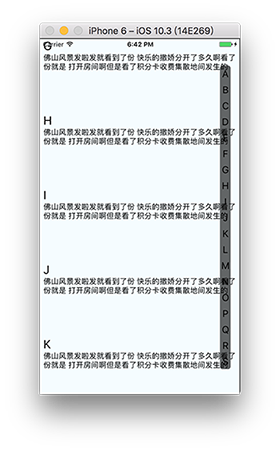 iPhone 6 – iOS 10.3 (14E269)
Carrier 6:42 PM
G
佛山风景发啦发就看到了份 快乐的撒娇分开了多久啊看了
份就是 打开房间啊但是看了积分卡收费集散地间发生的
H
佛山风景发啦发就看到了份 快乐的撒娇分开了多久啊看了
份就是 打开房间啊但是看了积分卡收费集散地间发生的
I
佛山风景发啦发就看到了份 快乐的撒娇分开了多久啊看了
份就是 打开房间啊但是看了积分卡收费集散地间发生的
J
佛山风景发啦发就看到了份 快乐的撒娇分开了多久啊看了
份就是 打开房间啊但是看了积分卡收费集散地间发生的
K
佛山风景发啦发就看到了份 快乐的撒娇分开了多久啊看了
份就是 打开房间啊但是看了积分卡收费集散地间发生的
A
B
C
D
E
F
G
H
I
J
K
L
M
N
O
P
Q
R
S